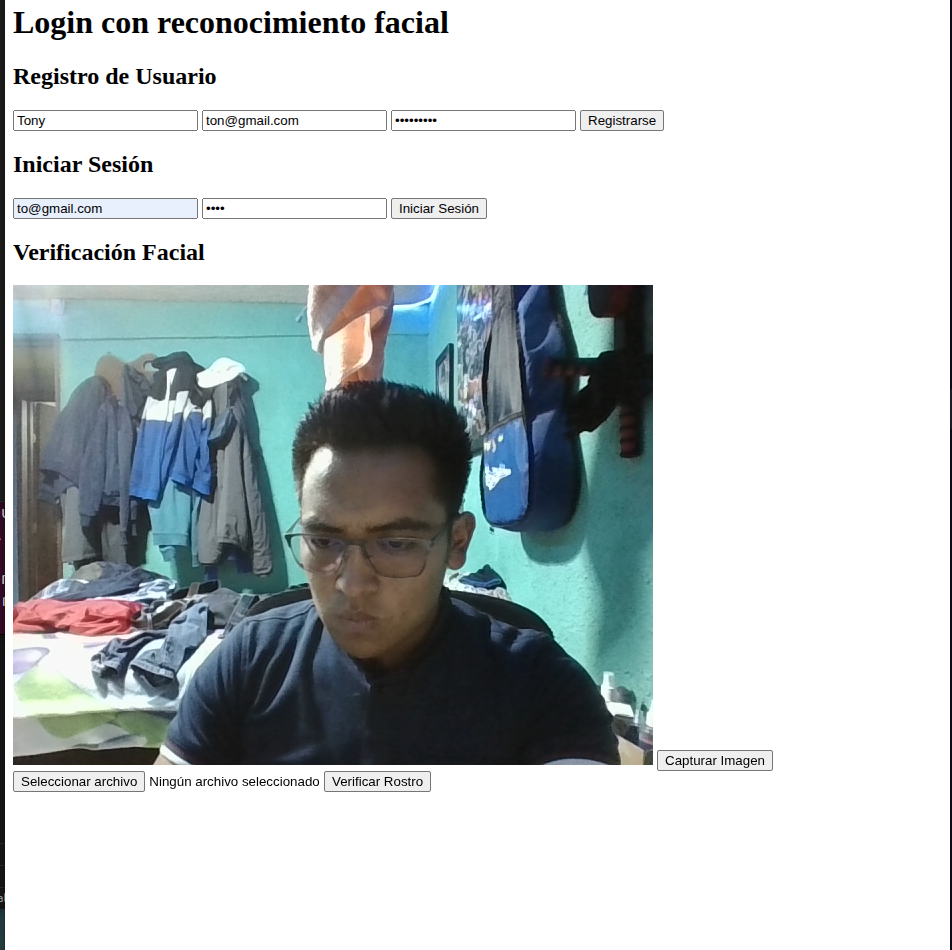 Login con reconocimiento facial
Registro de Usuario
Tony ton@gmail.com ••••••••• Registrarse
Iniciar Sesión
to@gmail.com •••• Iniciar Sesión
Verificación Facial
Capturar Imagen
Seleccionar archivo Ningún archivo seleccionado Verificar Rostro